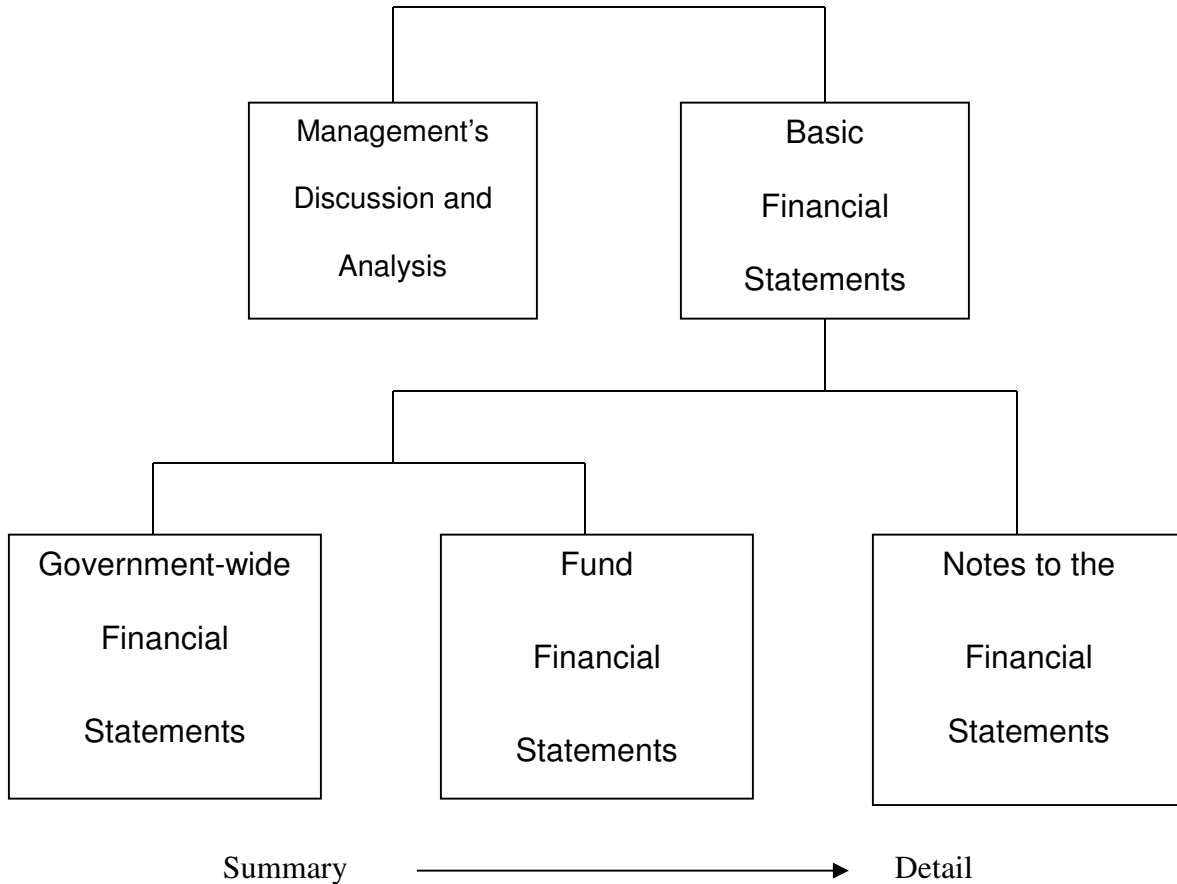 Management’s
Discussion and
Analysis
Basic
Financial
Statements
Government-wide
Financial
Statements
Fund
Financial
Statements
Notes to the
Financial
Statements
Summary
Detail